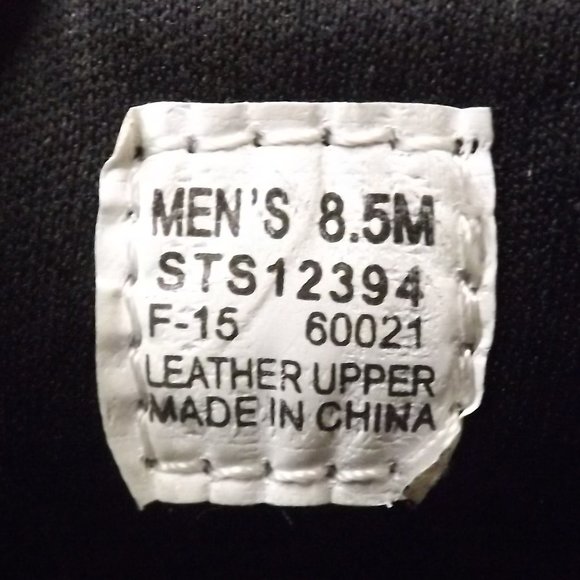 MEN'S 8.5M
STS12394
F-15 60021
LEATHER UPPER
MADE IN CHINA